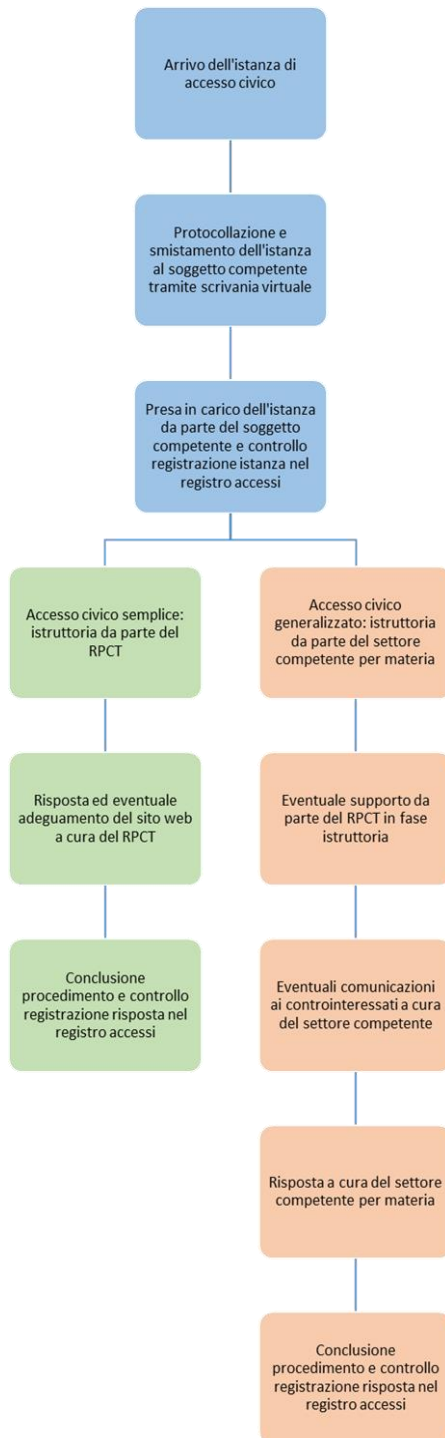 Arrivo dell'istanza di
accesso civico
Protocollazione e
smistamento dell'istanza
al soggetto competente
tramite scrivania virtuale
Presa in carico dell'istanza
da parte del soggetto
competente e controllo
registrazione istanza nel
registro accessi
Accesso civico semplice:
istruttoria da parte del
RPCT
Risposta ed eventuale
adeguamento del sito web
a cura del RPCT
Conclusione
procedimento e controllo
registrazione risposta nel
registro accessi
Accesso civico
generalizzato: istruttoria
da parte del settore
competente per materia
Eventuale supporto da
parte del RPCT in fase
istruttoria
Eventuali comunicazioni
ai controinteressati a cura
del settore competente
Risposta a cura del settore
competente per materia
Conclusione
procedimento e controllo
registrazione risposta nel
registro accessi